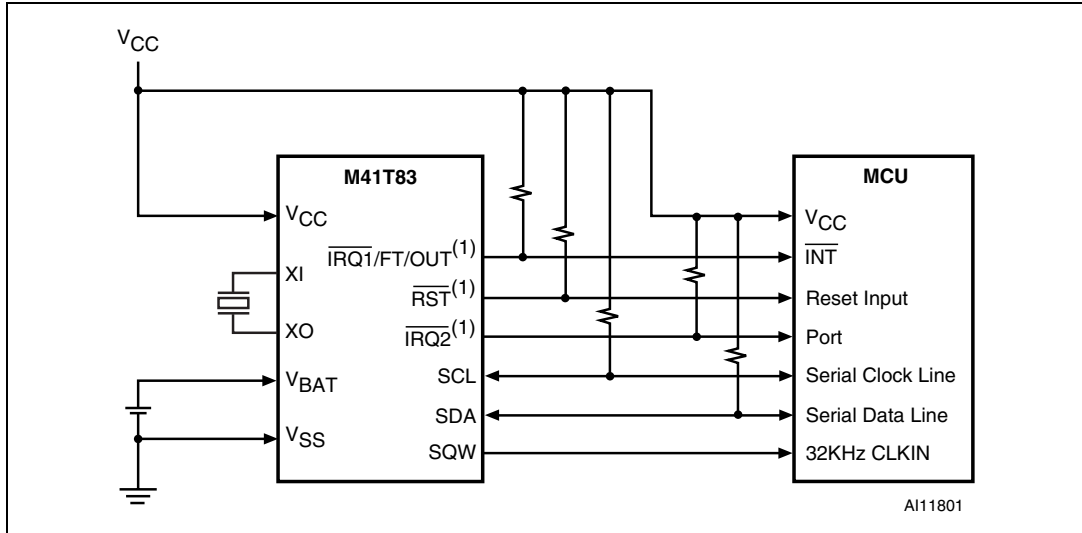 VCC
M41T83
VCC
XI
XO
VBAT
VSS
IRQ1/FT/OUT(1)
RST(1)
IRQ2(1)
SCL
SDA
SQW
MCU
VCC
INT
Reset Input
Port
Serial Clock Line
Serial Data Line
32KHz CLKIN
AI11801